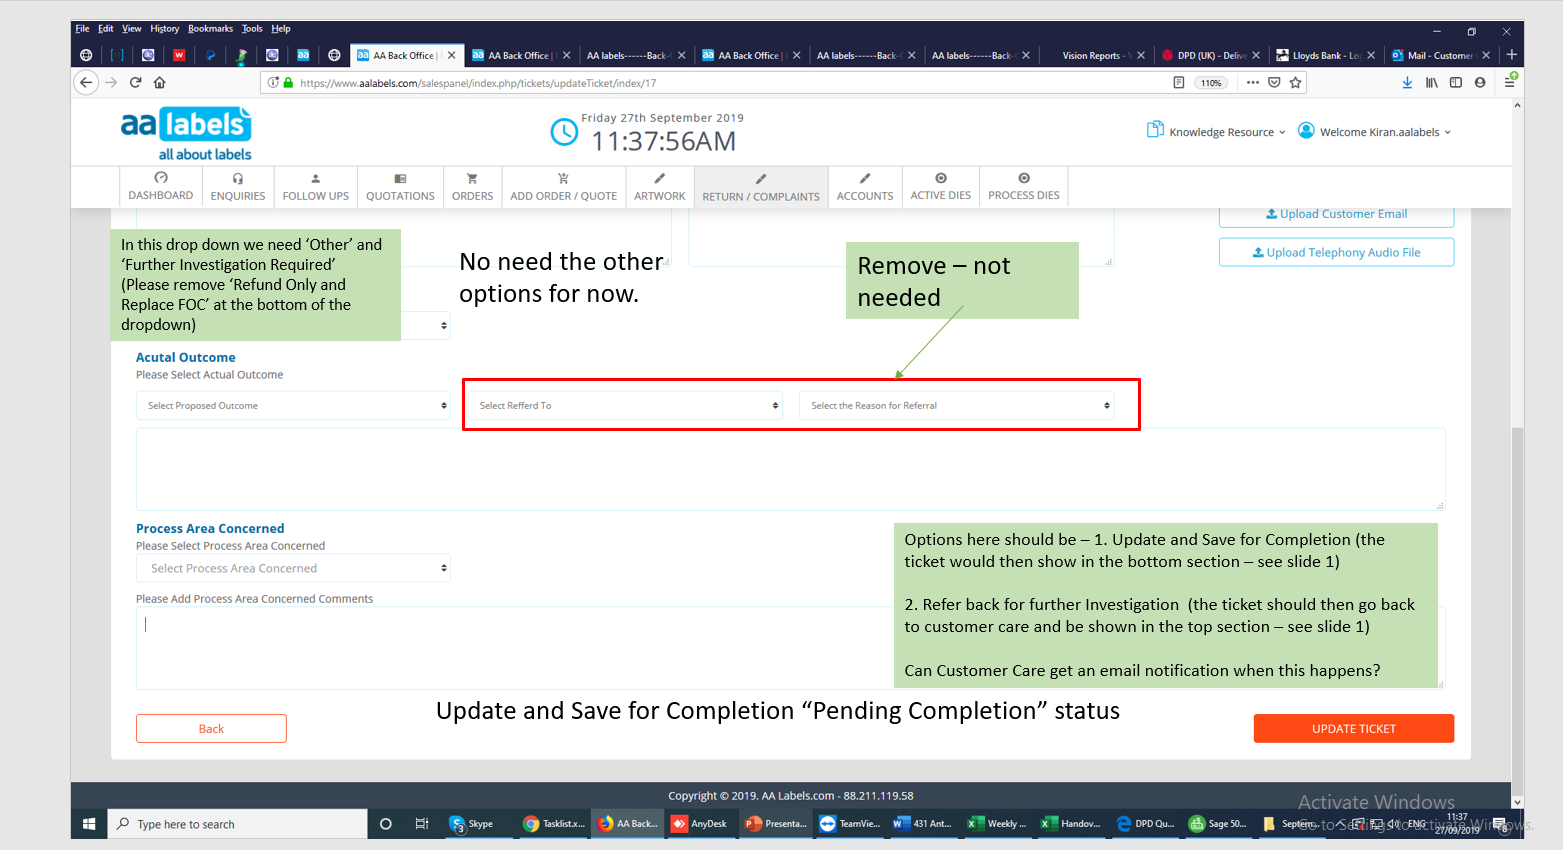 File Edit View History Bookmarks Tools Help
AA Back Office |
AA Back Office |
AA labels------Back-
AA Back Office |
AA labels------Back-
AA labels------Back-
Vision Reports -
DPD (UK) - Delive
Lloyds Bank - Lo
Mail - Customer
https://www.aalabels.com/salespanel/index.php/tickets/updateTicket/index/17
110%
aa labels
all about labels
Friday 27th September 2019
11:37:56AM
Knowledge Resource
Welcome Kiran.aalabels
DASHBOARD
ENQUIRIES
FOLLOW UPS
QUOTATIONS
ORDERS
ADD ORDER / QUOTE
ARTWORK
RETURN / COMPLAINTS
ACCOUNTS
ACTIVE DIES
PROCESS DIES
Upload Customer Email
Upload Telephony Audio File
In this drop down we need ‘Other’ and
‘Further Investigation Required’
(Please remove ‘Refund Only and
Replace FOC’ at the bottom of the
dropdown)
No need the other
options for now.
Remove – not
needed
Acutal Outcome
Please Select Actual Outcome
Select Proposed Outcome
Select Refferd To
Select the Reason for Referral
Process Area Concerned
Please Select Process Area Concerned
Select Process Area Concerned
Please Add Process Area Concerned Comments
Options here should be – 1. Update and Save for Completion (the
ticket would then show in the bottom section – see slide 1)
2. Refer back for further Investigation (the ticket should then go back
to customer care and be shown in the top section – see slide 1)
Can Customer Care get an email notification when this happens?
Update and Save for Completion “Pending Completion” status
Back
UPDATE TICKET
Copyright © 2019. AA Labels.com - 88.211.119.58
Activate Windows
Go to Settings to activate Windows.
Type here to search
3
Skype
Tasklist.x...
AA Back...
AnyDesk
Presenta...
TeamVie...
431 Ant...
Weekly ...
Handov...
DPD Qu...
Sage 50...
Septem...
ENG
11:37
27/09/2019
8